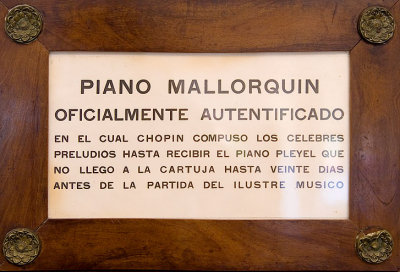 PIANO MALLORQUIN
OFICIALMENTE AUTENTIFICADO
EN EL CUAL CHOPIN COMPUSO LOS CELEBRES
PRELUDIOS HASTA RECIBIR EL PIANO PLEYEL QUE
NO LLEGO A LA CARTUJA HASTA VEINTE DIAS
ANTES DE LA PARTIDA DEL ILUSTRE MUSICO